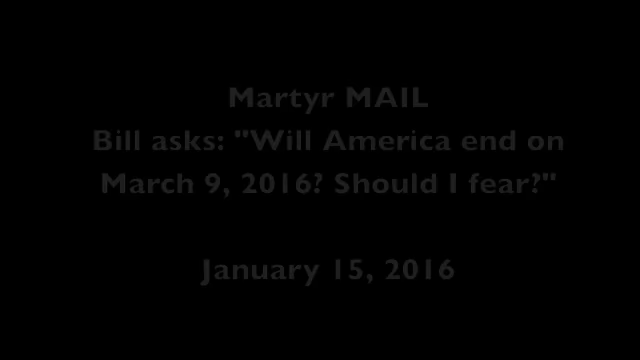 Martyr MAIL
Bill asks: "Will America end on
March 9, 2016? Should I fear?"
January 15, 2016